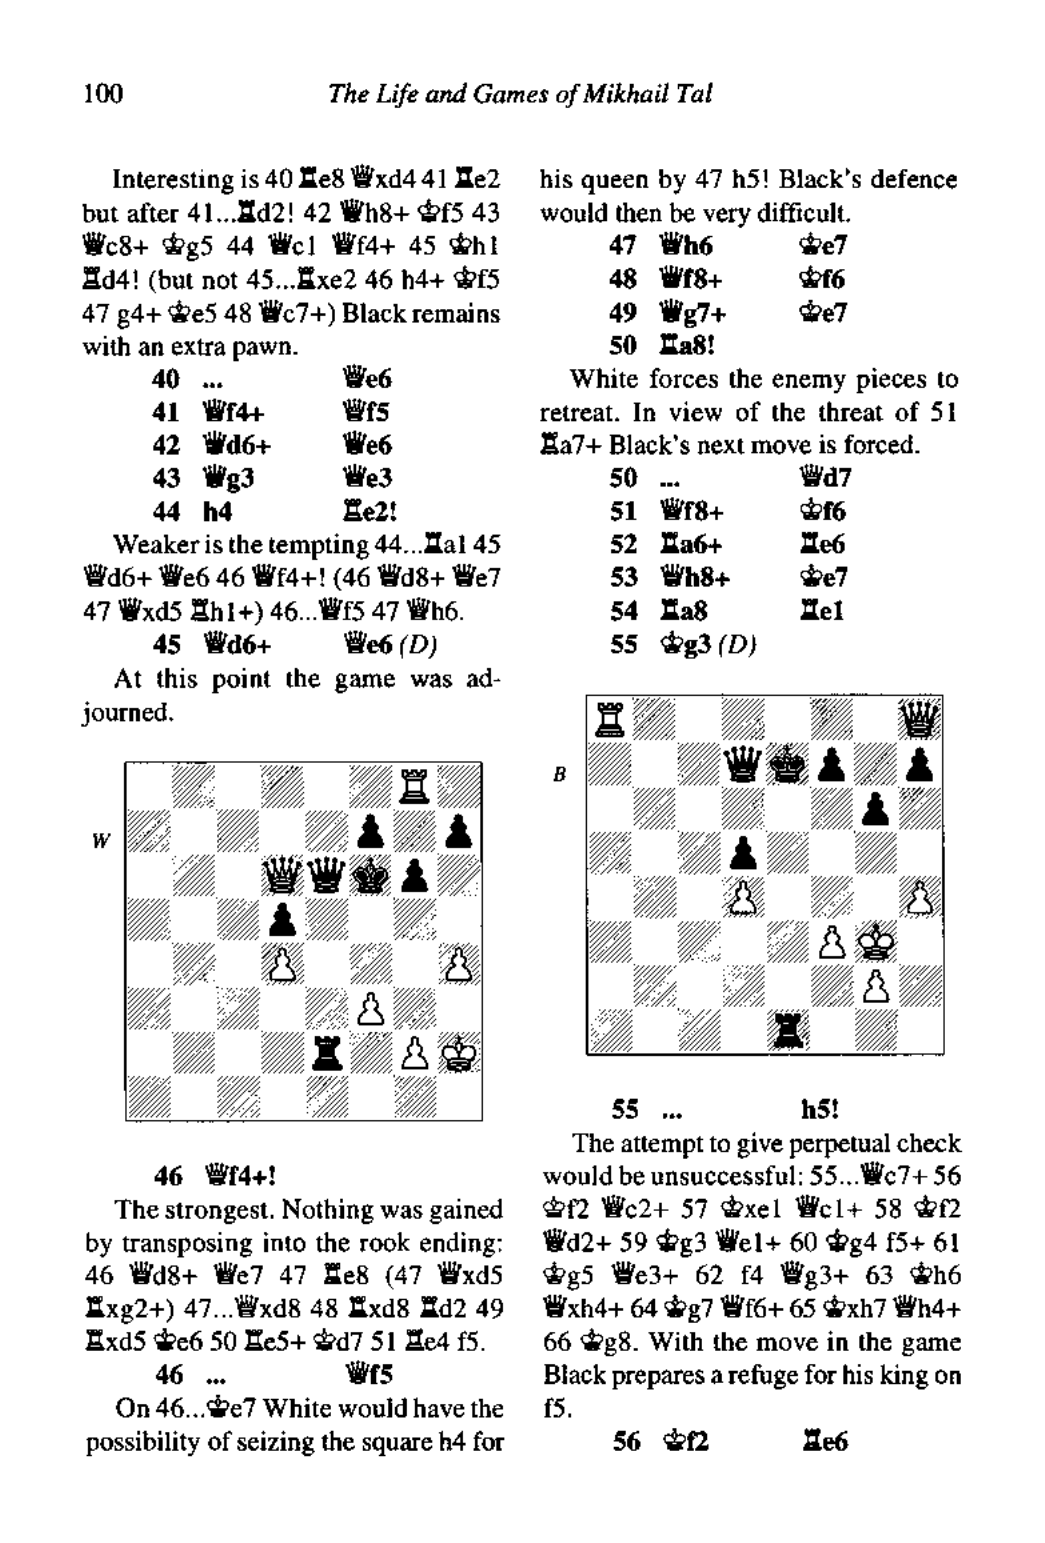 100
The Life and Games of Mikhail Tal
Interesting is 40 ♖e8 ♕xd4 41 ♖e2
but after 41...♖d2! 42 ♕h8+ ♔f5 43
♕c8+ ♔g5 44 ♕c1 ♕f4+ 45 ♔h1
♖d4! (but not 45...♖xe2 46 h4+ ♔f5
47 g4+ ♔e5 48 ♕c7+) Black remains
with an extra pawn.
40 ... ♕e6
41 ♕f4+ ♕f5
42 ♕d6+ ♕e6
43 ♕g3 ♕e3
44 h4 ♖e2!
Weaker is the tempting 44...♖a1 45
♕d6+ ♕e6 46 ♕f4+! (46 ♕d8+ ♕e7
47 ♕xd5 ♖h1+) 46...♕f5 47 ♕h6.
45 ♕d6+ ♕e6 (D)
At this point the game was ad-
journed.
W
46 ♕f4+!
The strongest. Nothing was gained
by transposing into the rook ending:
46 ♕d8+ ♕e7 47 ♖e8 (47 ♕xd5
♖xg2+) 47...♕xd8 48 ♖xd8 ♖d2 49
♖xd5 ♔e6 50 ♖e5+ ♔d7 51 ♖e4 f5.
46 ... ♕f5
On 46...♔e7 White would have the
possibility of seizing the square h4 for
his queen by 47 h5! Black's defence
would then be very difficult.
47 ♕h6 ♔e7
48 ♕f8+ ♔f6
49 ♕g7+ ♔e7
50 ♖a8!
White forces the enemy pieces to
retreat. In view of the threat of 51
♖a7+ Black's next move is forced.
50 ... ♕d7
51 ♕f8+ ♔f6
52 ♖a6+ ♖e6
53 ♕h8+ ♔e7
54 ♖a8 ♖e1
55 ♔g3 (D)
B
55 ... h5!
The attempt to give perpetual check
would be unsuccessful: 55...♕c7+ 56
♔f2 ♕c2+ 57 ♔xe1 ♕c1+ 58 ♔f2
♕d2+ 59 ♔g3 ♕e1+ 60 ♔g4 f5+ 61
♔g5 ♕e3+ 62 f4 ♕g3+ 63 ♔h6
♕xh4+ 64 ♔g7 ♕f6+ 65 ♔xh7 ♕h4+
66 ♔g8. With the move in the game
Black prepares a refuge for his king on
f5.
56 ♔f2 ♖e6